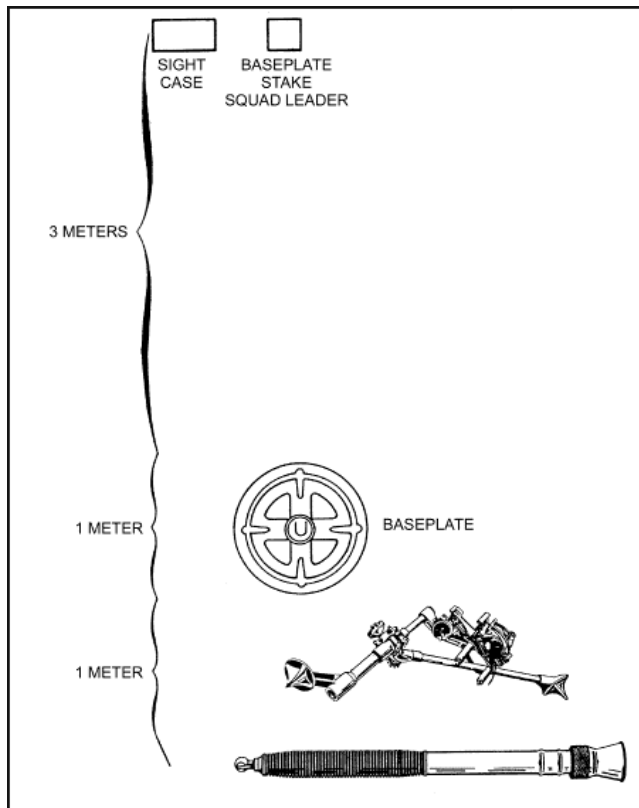 SIGHT
CASE
BASEPLATE
STAKE
SQUAD LEADER
3 METERS
1 METER
BASEPLATE
U
1 METER